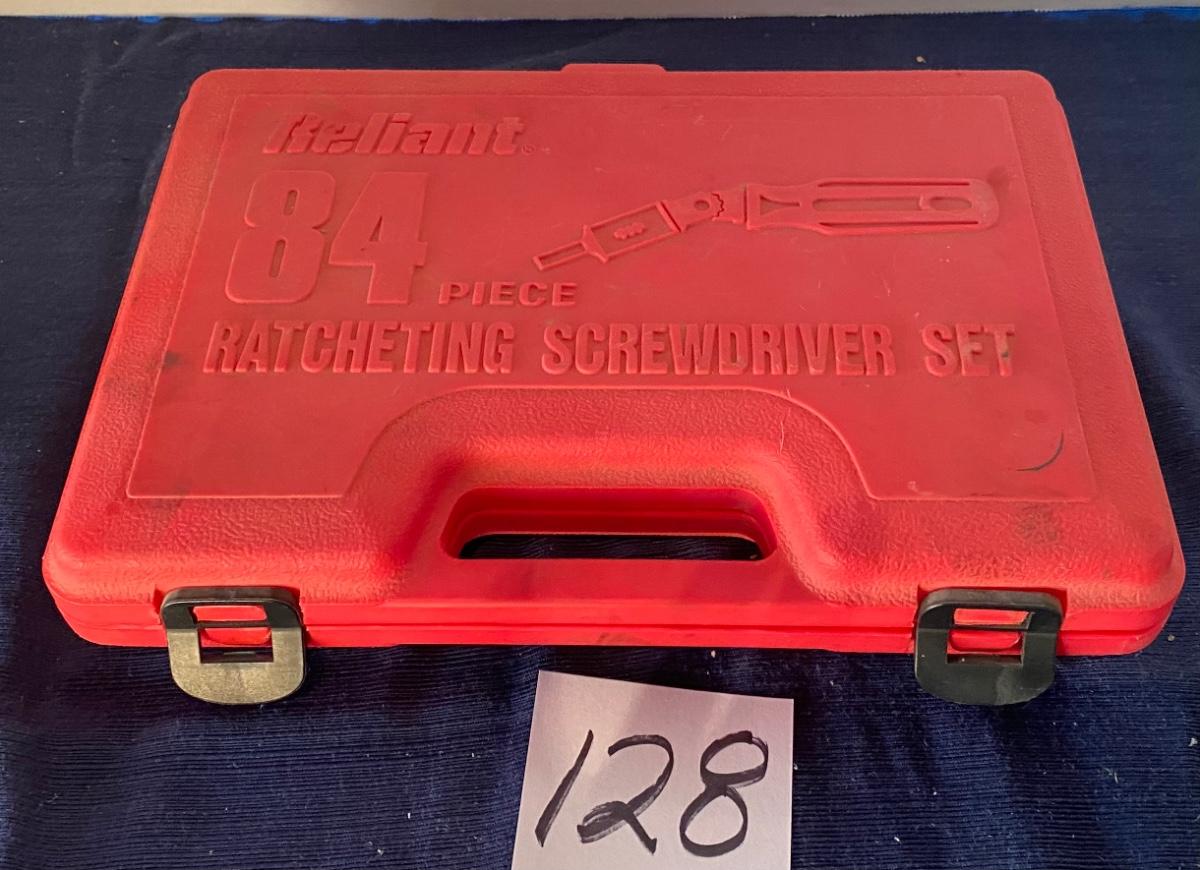 Reliant®
84 PIECE
RATCHETING SCREWDRIVER SET
128